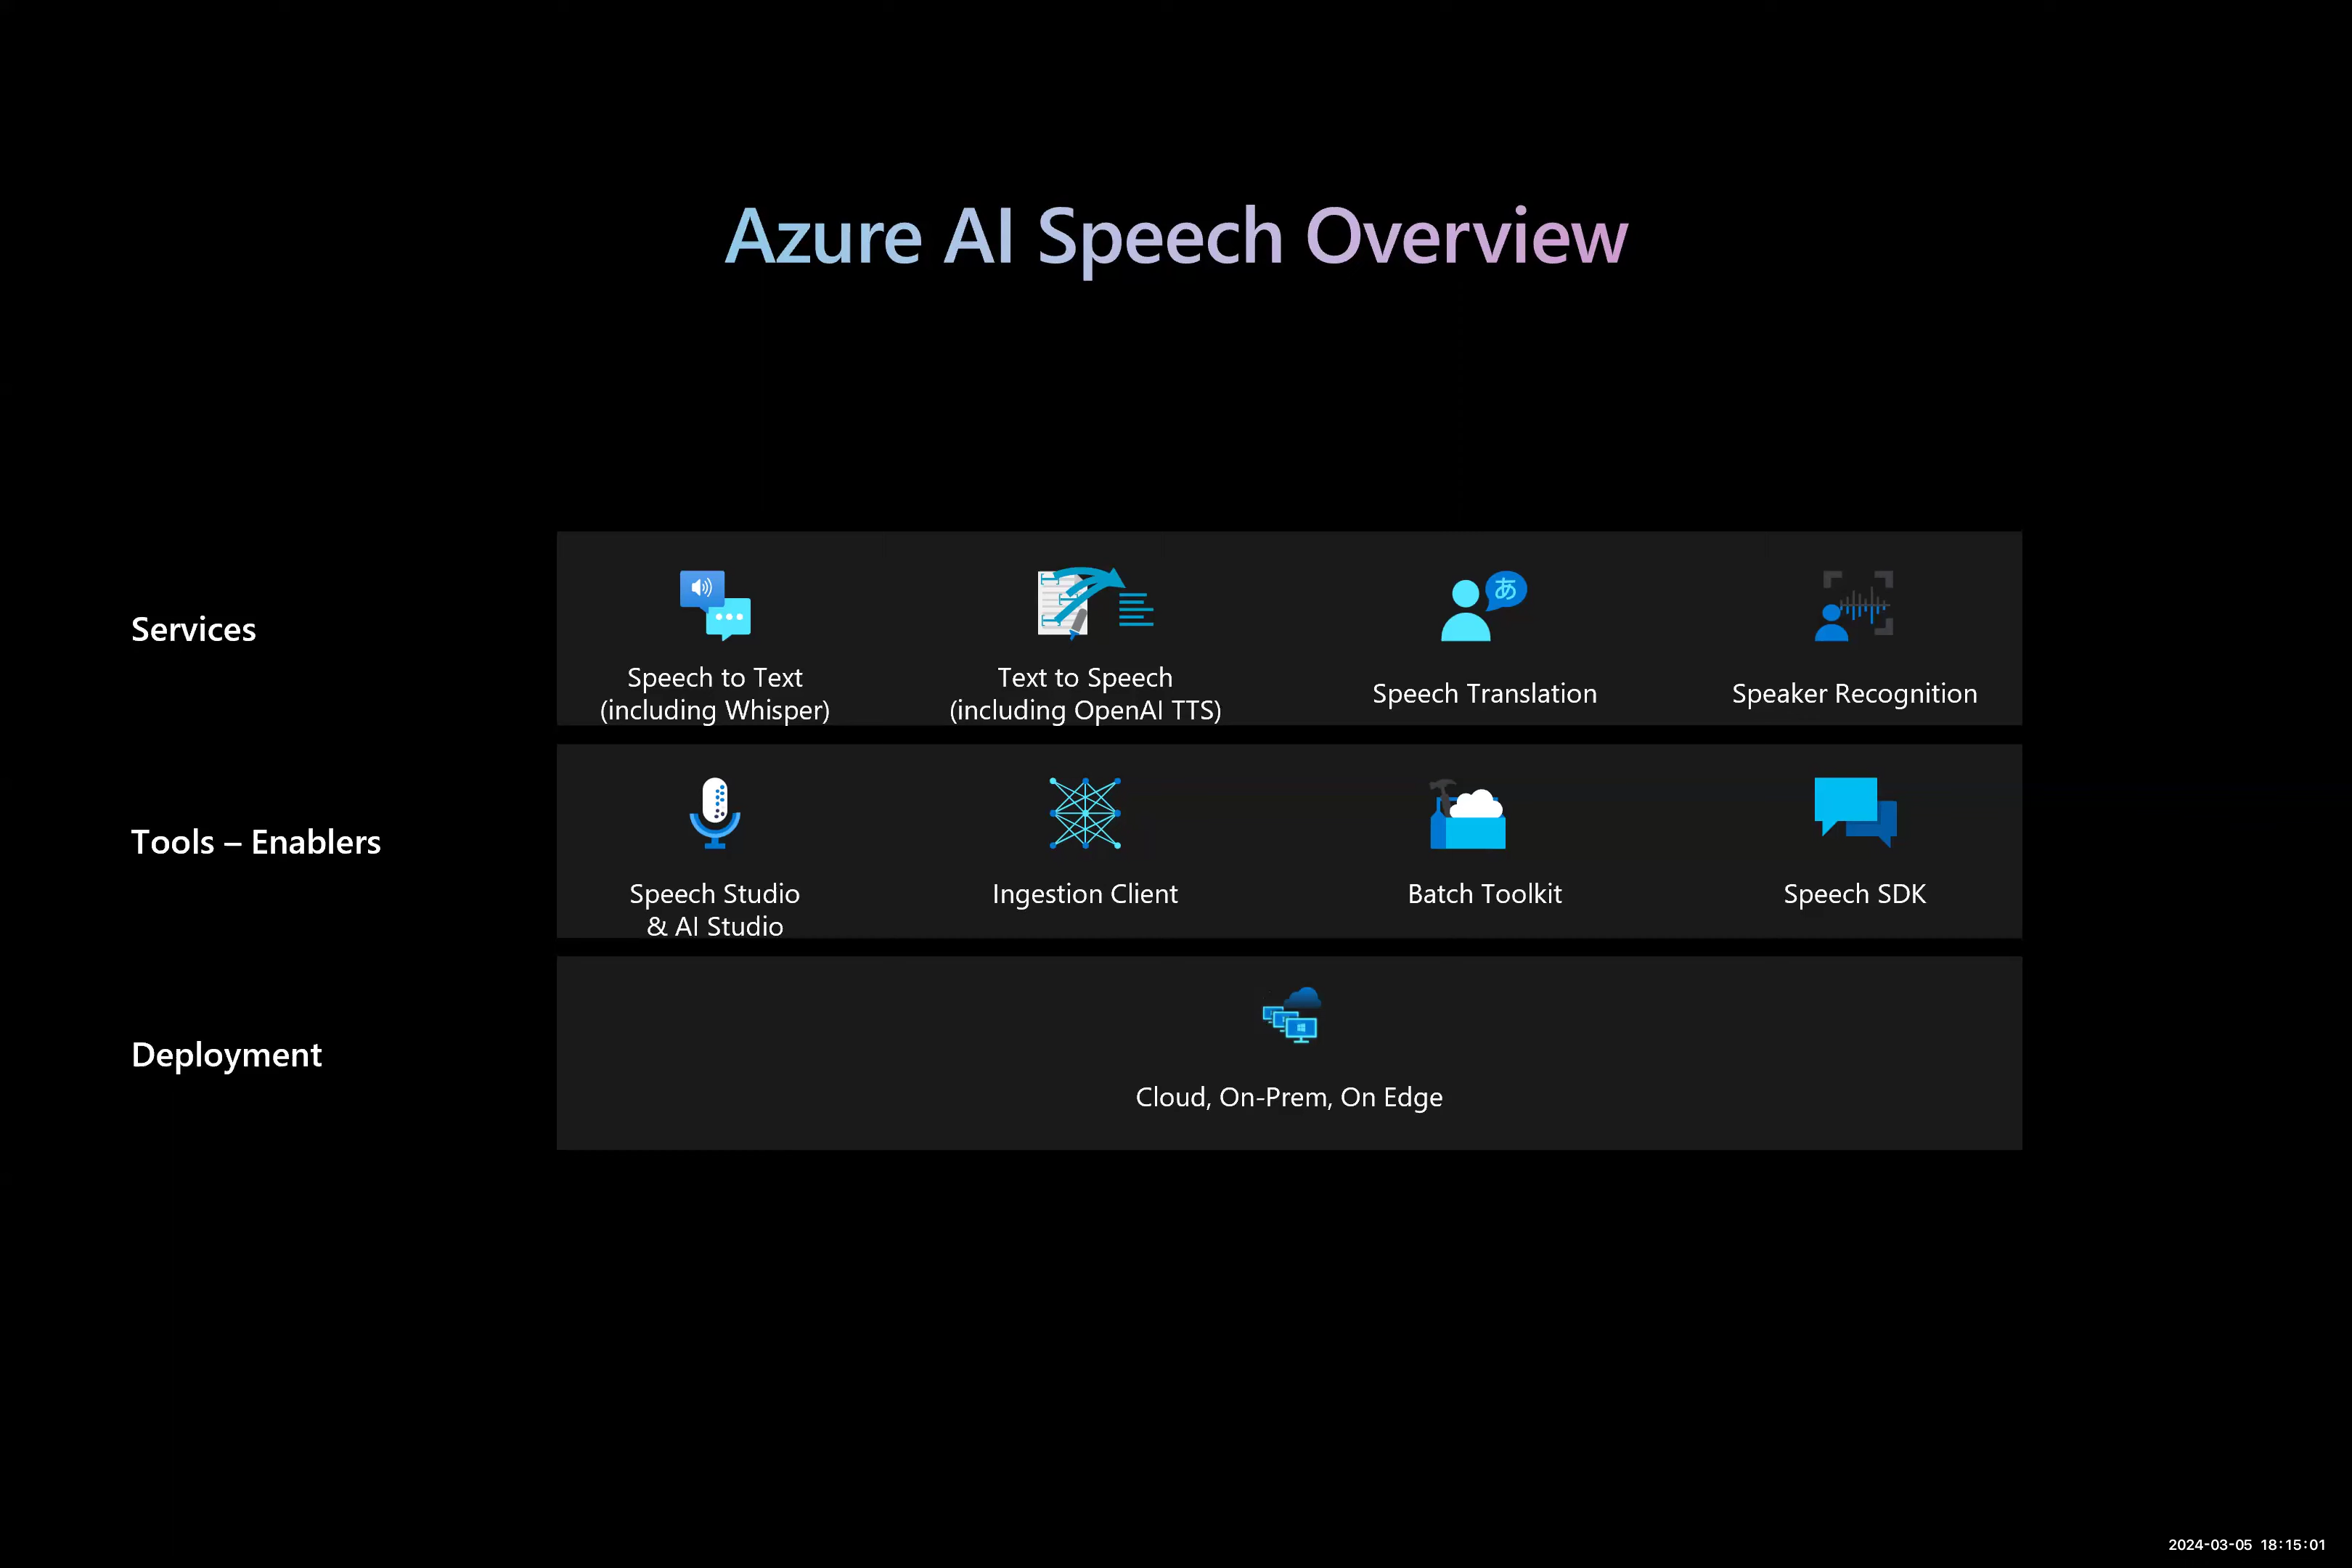 Azure AI Speech Overview
Services
あ
Speech to Text
(including Whisper)
Text to Speech
(including OpenAI TTS)
Speech Translation
Speaker Recognition
Tools – Enablers
Speech Studio
& AI Studio
Ingestion Client
Batch Toolkit
Speech SDK
Deployment
Cloud, On-Prem, On Edge
2024-03-05 18:15:01